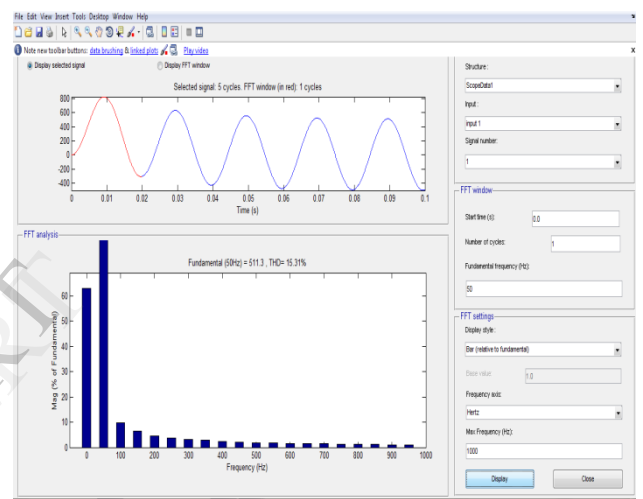 File Edit View Insert Tools Desktop Window Help
Note new toolbar buttons: data brushing & linked plots Play video x
Display selected signal Display FFT window
Selected signal: 5 cycles. FFT window (in red): 1 cycles
800
600
400
200
0
-200
-400
0 0.01 0.02 0.03 0.04 0.05 0.06 0.07 0.08 0.09 0.1
Time (s)
FFT analysis
Fundamental (50Hz) = 511.3 , THD= 15.31%
Mag (% of Fundamental)
60
50
40
30
20
10
0
0 100 200 300 400 500 600 700 800 900 1000
Frequency (Hz)
Structure :
ScopeData1
Input :
input 1
Signal number:
1
FFT window
Start time (s): 0.0
Number of cycles: 1
Fundamental frequency (Hz):
50
FFT settings
Display style :
Bar (relative to fundamental)
Base value: 1.0
Frequency axis:
Hertz
Max Frequency (Hz):
1000
Display Close